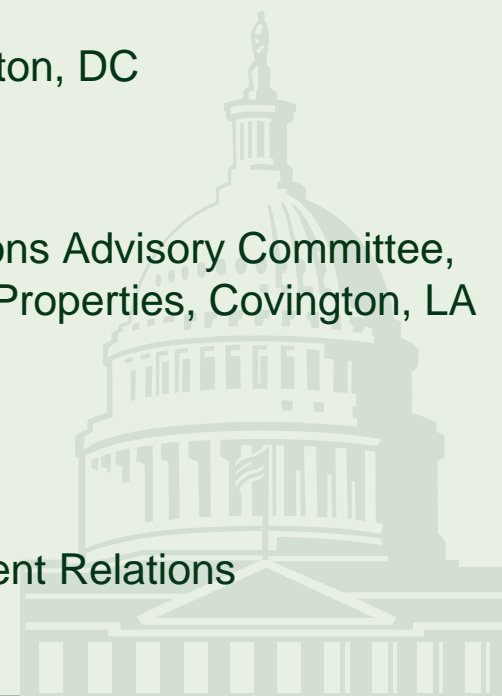 ton, DC
ons Advisory Committee,
Properties, Covington, LA
ent Relations